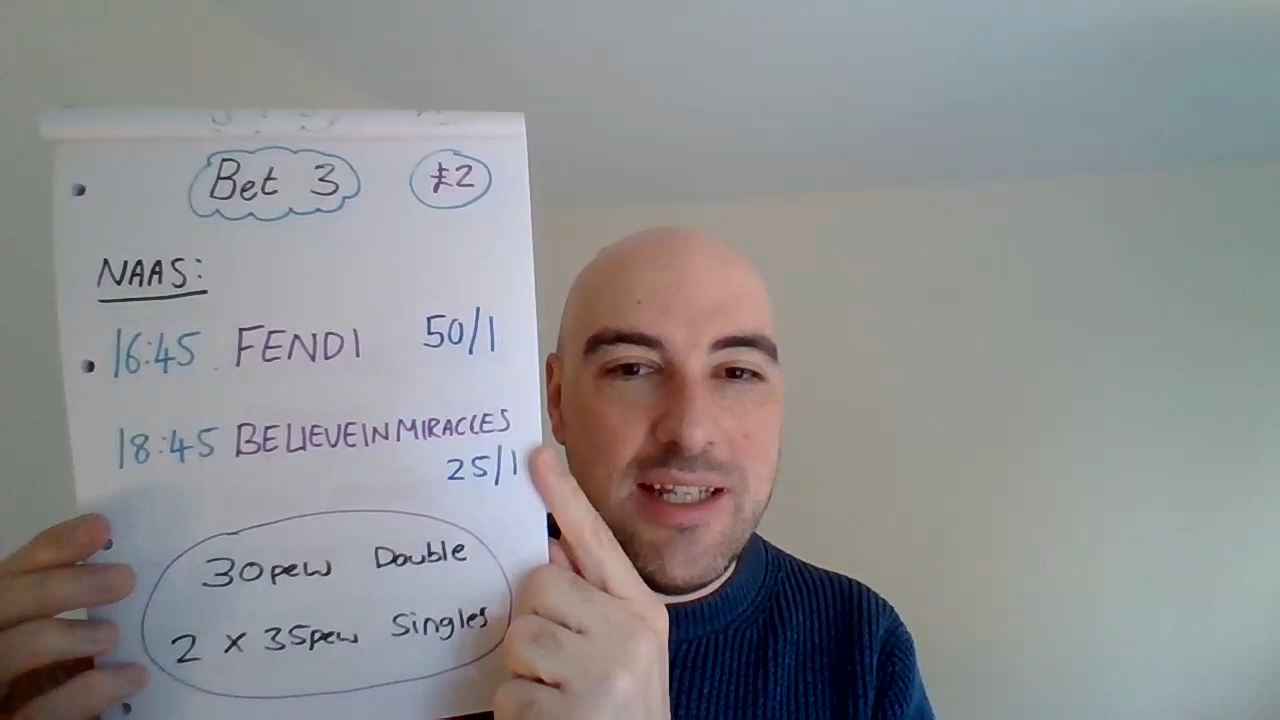 Bet 3 £2
NAAS:
16:45 FENDI 50/1
18:45 BELIEVEINMIRACLES
25/1
30pew Double
2 x 35pew Singles